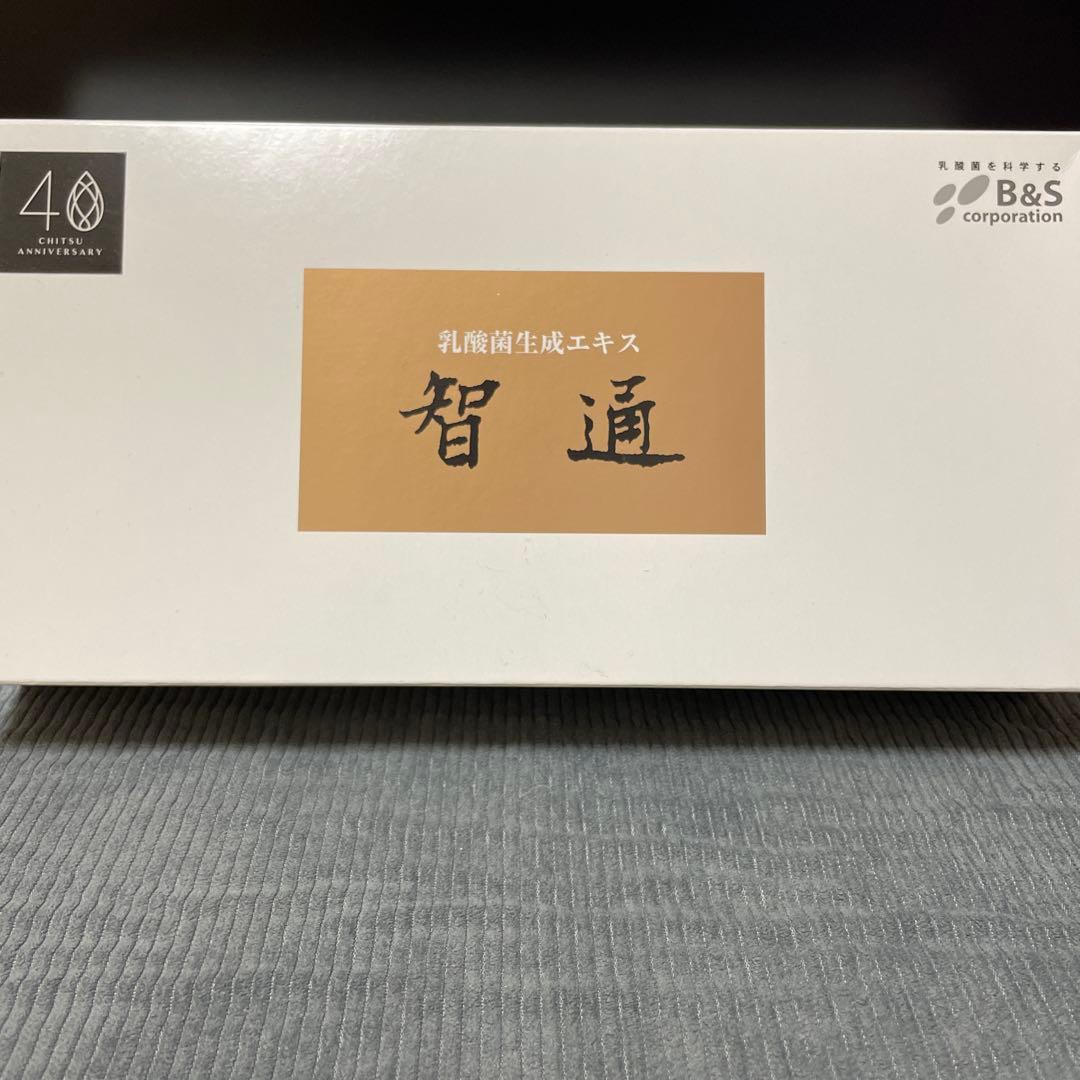 40
CHITSU
ANNIVERSARY
乳酸菌を科学する
B&S
corporation
乳酸菌生成エキス
智通